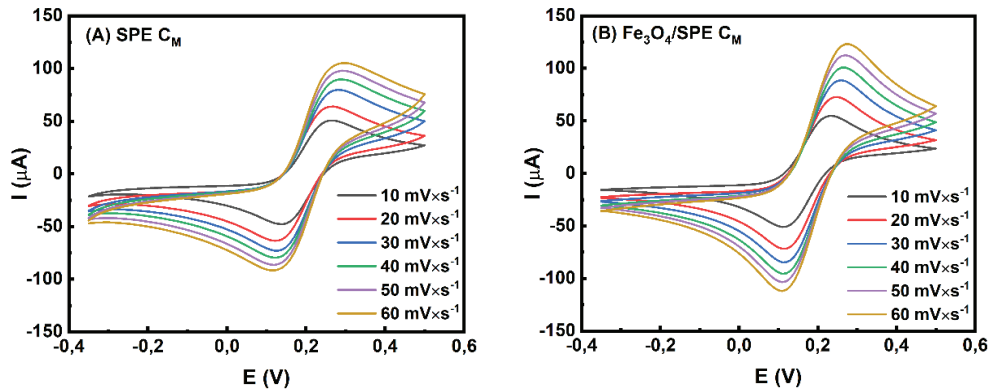 (A) SPE C_M
I (μA)
150
100
50
0
-50
-100
-150
10 mV×s⁻¹
20 mV×s⁻¹
30 mV×s⁻¹
40 mV×s⁻¹
50 mV×s⁻¹
60 mV×s⁻¹
-0,4 -0,2 0,0 0,2 0,4 0,6
E (V)
(B) Fe₃O₄/SPE C_M
I (μA)
150
100
50
0
-50
-100
-150
10 mV×s⁻¹
20 mV×s⁻¹
30 mV×s⁻¹
40 mV×s⁻¹
50 mV×s⁻¹
60 mV×s⁻¹
-0,4 -0,2 0,0 0,2 0,4 0,6
E (V)